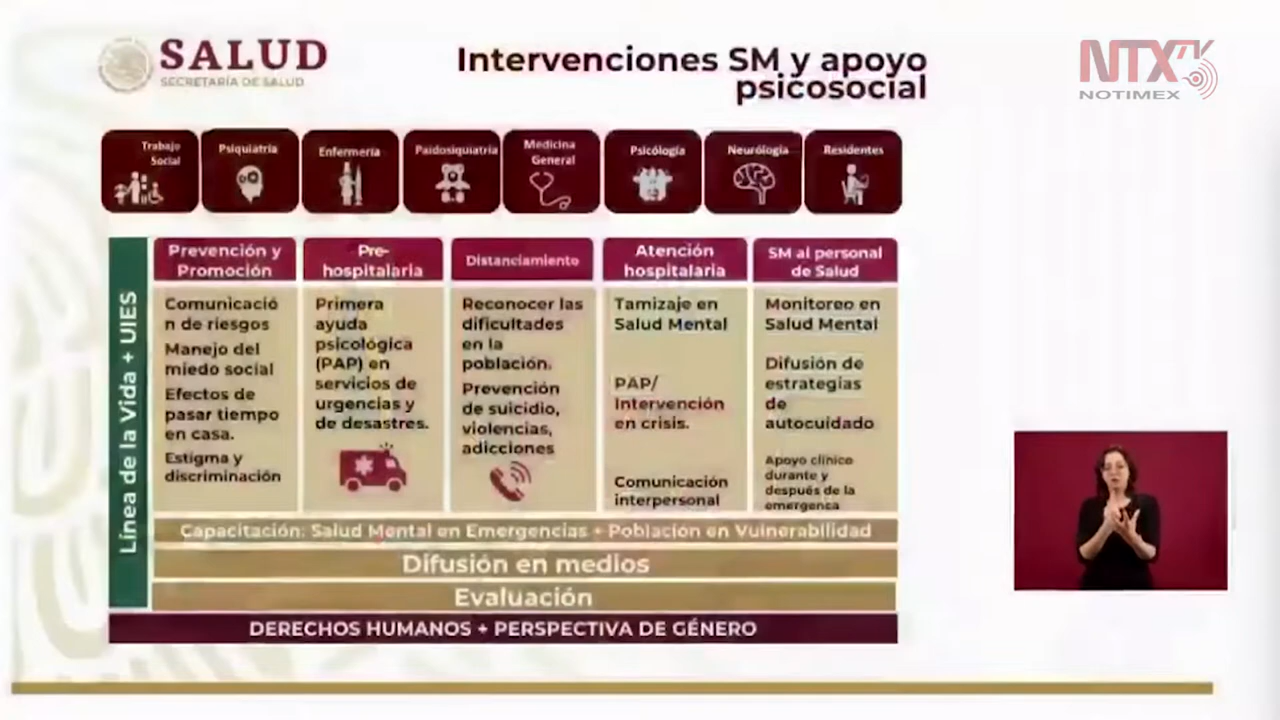 SALUD
SECRETARÍA DE SALUD
Intervenciones SM y apoyo
psicosocial
NTX TV
NOTIMEX
Trabajo
Social
Psiquiatría
Enfermería
Paidosiquiatría
Medicina
General
Psicología
Neurología
Residentes
Línea de la Vida + UIES
Prevención y
Promoción
Comunicació
n de riesgos
Manejo del
miedo social
Efectos de
pasar tiempo
en casa.
Estigma y
discriminación
Pre-
hospitalaria
Primera
ayuda
psicológica
(PAP) en
servicios de
urgencias y
de desastres.
Distanciamiento
Reconocer las
dificultades
en la
población.
Prevención
de suicidio,
violencias,
adicciones
Atención
hospitalaria
Tamizaje en
Salud Mental
PAP/
Intervención
en crisis.
Comunicación
interpersonal
SM al personal
de Salud
Monitoreo en
Salud Mental
Difusión de
estrategias
de
autocuidado
Apoyo clínico
durante y
después de la
emergenca
Capacitación: Salud Mental en Emergencias + Población en Vulnerabilidad
Difusión en medios
Evaluación
DERECHOS HUMANOS + PERSPECTIVA DE GÉNERO